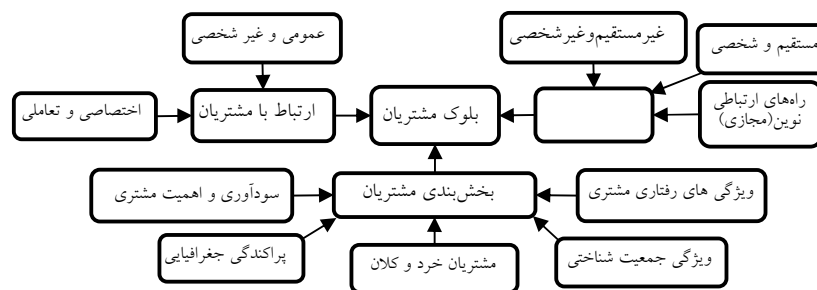 عمومی و غیر شخصی
غیرمستقیم‌وغیرشخصی
مستقیم و شخصی
اختصاصی و تعاملی
ارتباط با مشتریان
بلوک مشتریان
راه‌های ارتباطی
نوین(مجازی)
سودآوری و اهمیت مشتری
بخش‌بندی مشتریان
ویژگی های رفتاری مشتری
پراکندگی جغرافیایی
مشتریان خرد و کلان
ویژگی جمعیت شناختی